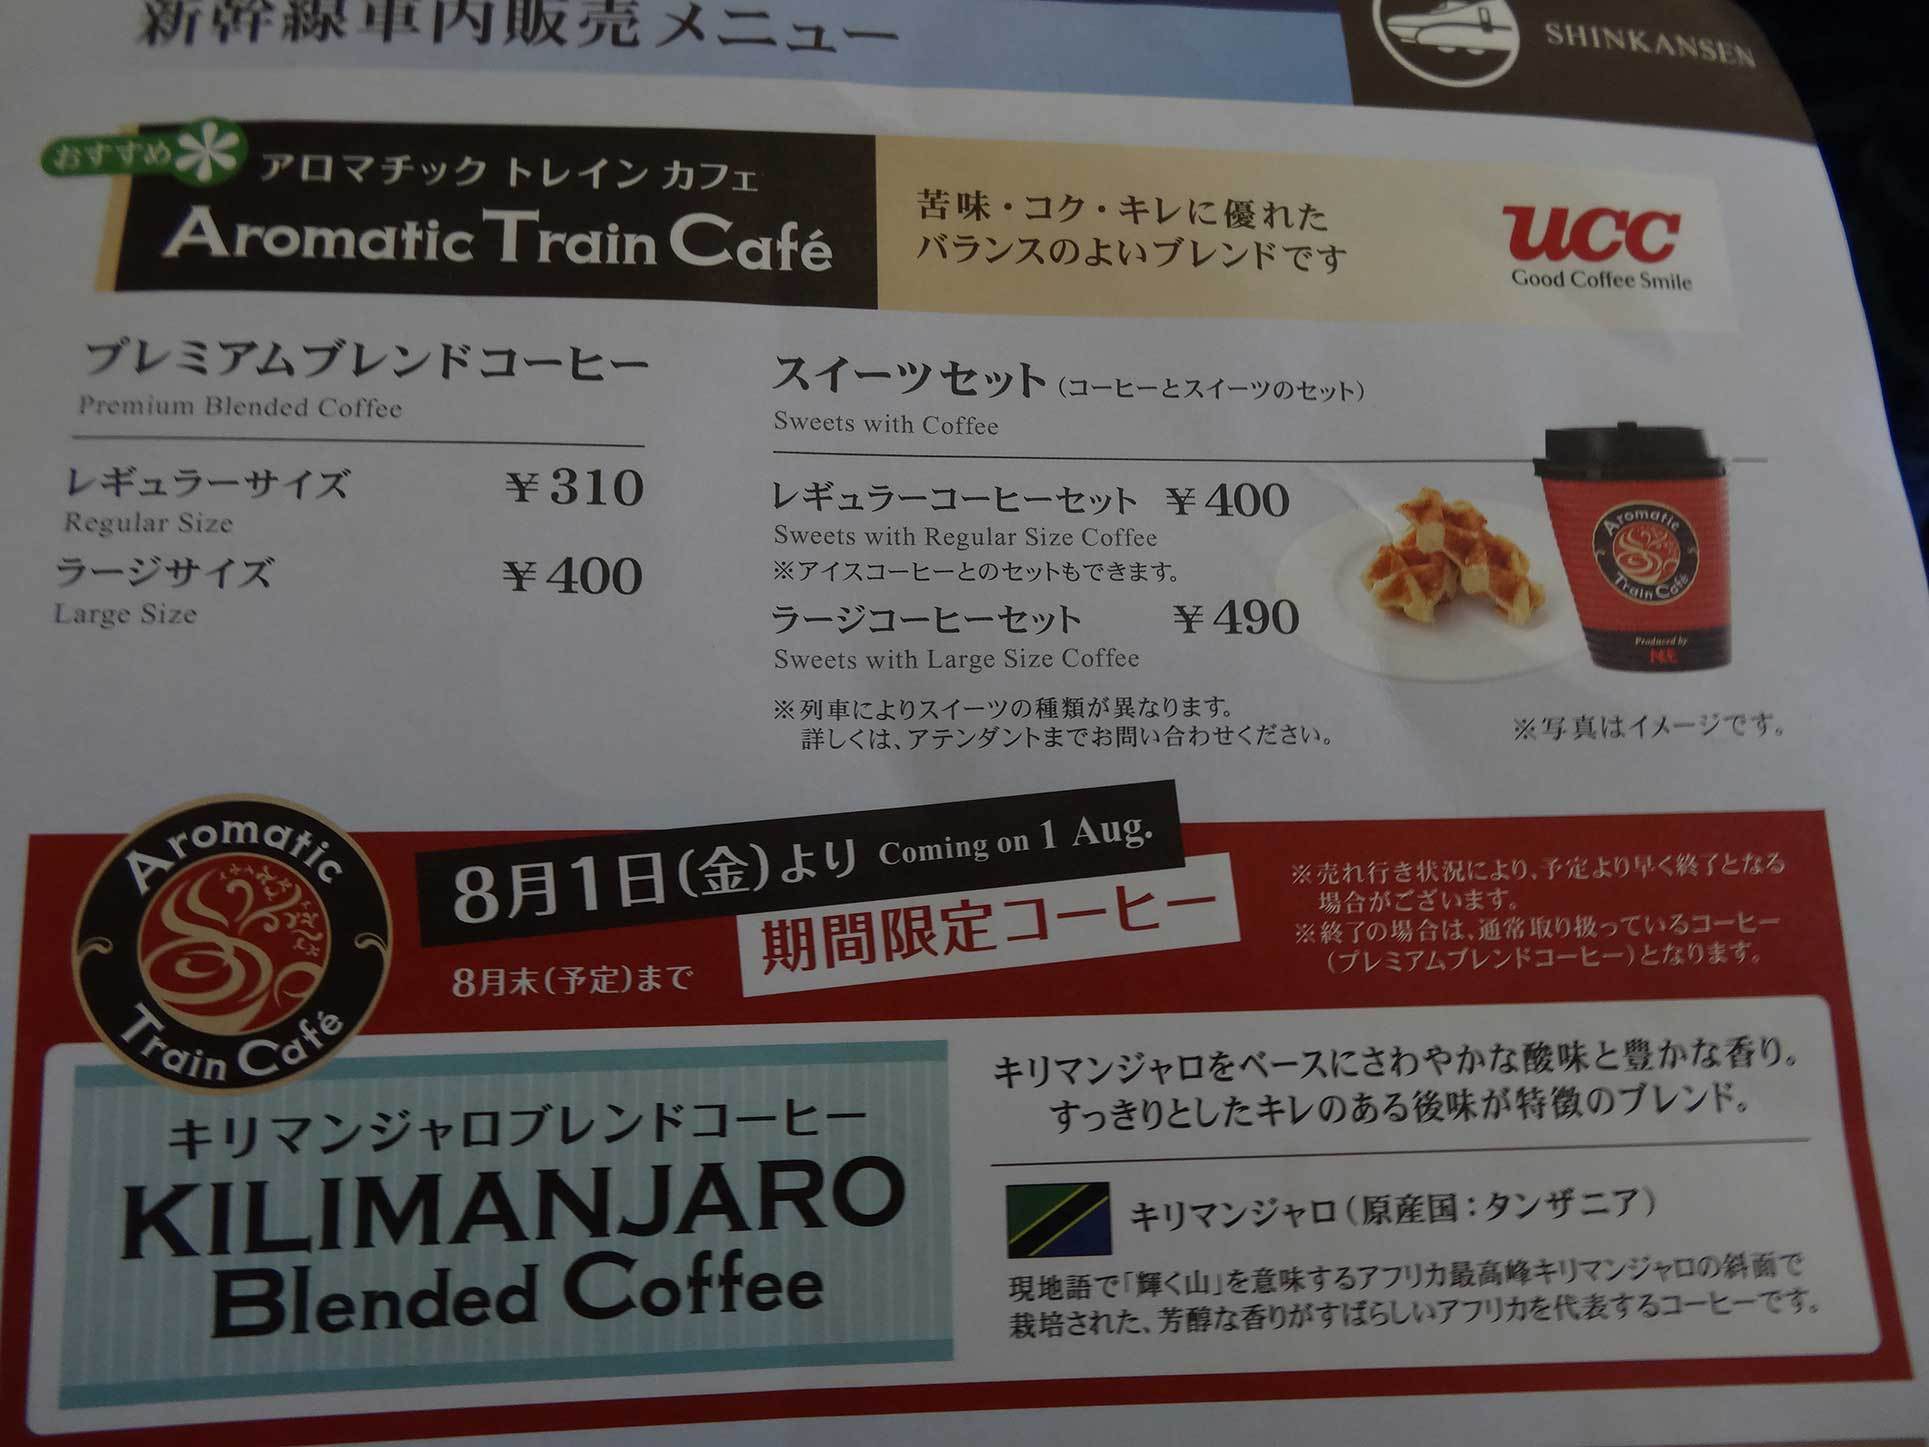 新幹線車内販売メニュー
SHINKANSEN
おすすめ
アロマチック トレイン カフェ
Aromatic Train Café
苦味・コク・キレに優れた
バランスのよいブレンドです
UCC
Good Coffee Smile
プレミアムブレンドコーヒー
Premium Blended Coffee
レギュラーサイズ ¥310
Regular Size
ラージサイズ ¥400
Large Size
スイーツセット（コーヒーとスイーツのセット）
Sweets with Coffee
レギュラーコーヒーセット ¥400
Sweets with Regular Size Coffee
※アイスコーヒーとのセットもできます。
ラージコーヒーセット ¥490
Sweets with Large Size Coffee
※列車によりスイーツの種類が異なります。
詳しくは、アテンダントまでお問い合わせください。
Aromatic
Train Café
Produced by
NRE
※写真はイメージです。
Aromatic
Train Café
8月1日(金)より Coming on 1 Aug.
8月末(予定)まで
期間限定コーヒー
※売れ行き状況により、予定より早く終了となる
場合がございます。
※終了の場合は、通常取り扱っているコーヒー
（プレミアムブレンドコーヒー）となります。
キリマンジャロブレンドコーヒー
KILIMANJARO
Blended Coffee
キリマンジャロをベースにさわやかな酸味と豊かな香り。
すっきりとしたキレのある後味が特徴のブレンド。
キリマンジャロ（原産国：タンザニア）
現地語で「輝く山」を意味するアフリカ最高峰キリマンジャロの斜面で
栽培された、芳醇な香りがすばらしいアフリカを代表するコーヒーです。